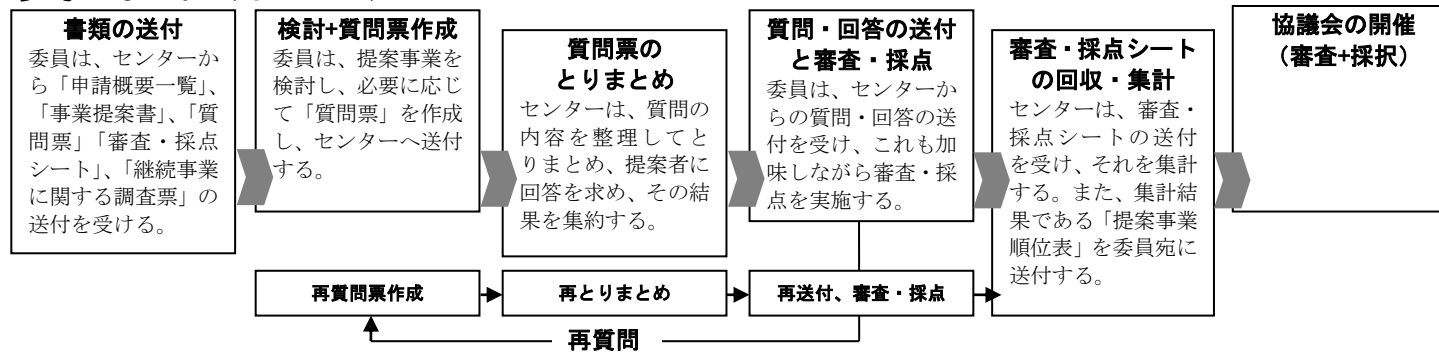 書類の送付
委員は、センターか
ら「申請概要一覧」、
「事業提案書」、「質
問票」「審査・採点
シート」、「継続事業
に関する調査票」の
送付を受ける。
検討+質問票作成
委員は、提案事業を
検討し、必要に応じ
て「質問票」を作成
し、センターへ送付
する。
質問票の
とりまとめ
センターは、質問の
内容を整理してと
りまとめ、提案者に
回答を求め、その結
果を集約する。
質問・回答の送付
と審査・採点
委員は、センターか
らの質問・回答の送
付を受け、これも加
味しながら審査・採
点を実施する。
審査・採点シート
の回収・集計
センターは、審査・
採点シートの送付
を受け、それを集計
する。また、集計結
果である「提案事業
順位表」を委員宛に
送付する。
協議会の開催
（審査+採択）
再質問票作成
再とりまとめ
再送付、審査・採点
再質問